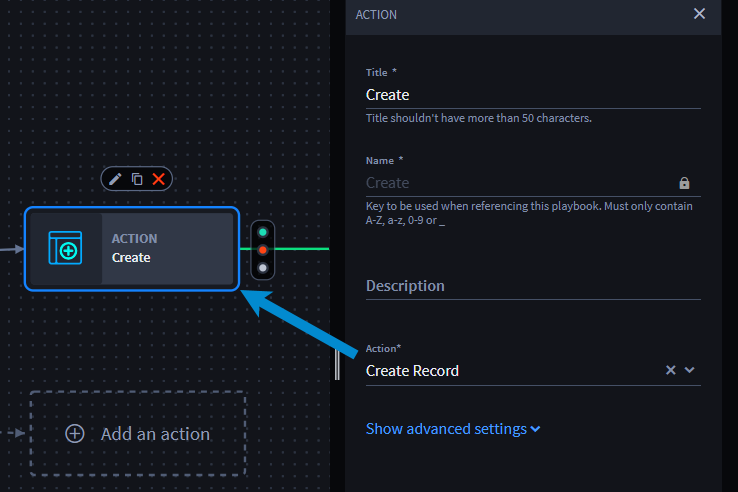 ACTION
Create
Add an action
ACTION
Title *
Create
Title shouldn't have more than 50 characters.
Name *
Create
Key to be used when referencing this playbook. Must only contain
A-Z, a-z, 0-9 or _
Description
Action*
Create Record
Show advanced settings